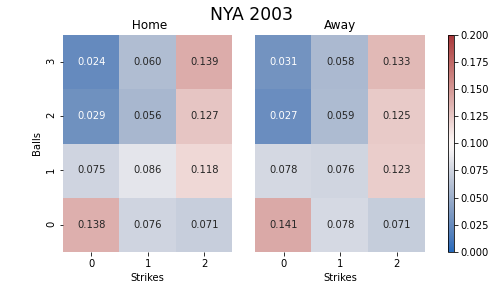 NYA 2003
Home
Away
Balls
3
0.024 0.060 0.139
0.031 0.058 0.133
2
0.029 0.056 0.127
0.027 0.059 0.125
1
0.075 0.086 0.118
0.078 0.076 0.123
0
0.138 0.076 0.071
0.141 0.078 0.071
0 1 2
0 1 2
Strikes
Strikes
0.200
0.175
0.150
0.125
0.100
0.075
0.050
0.025
0.000